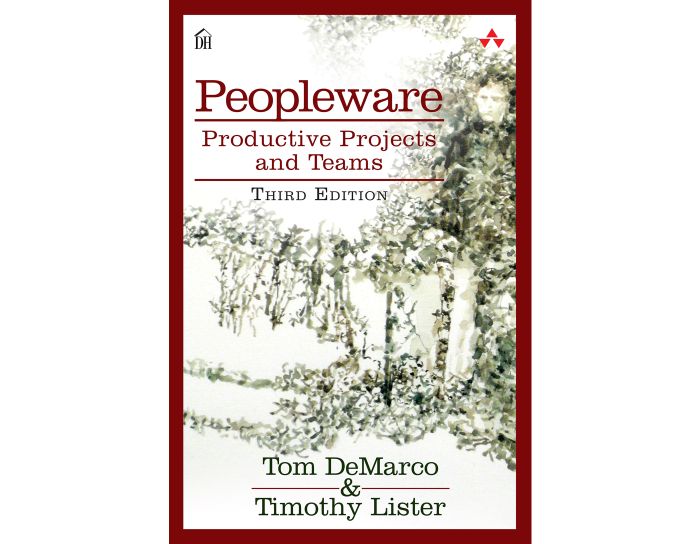 DH
Peopleware
Productive Projects
and Teams
THIRD EDITION
Tom DeMarco
&
Timothy Lister